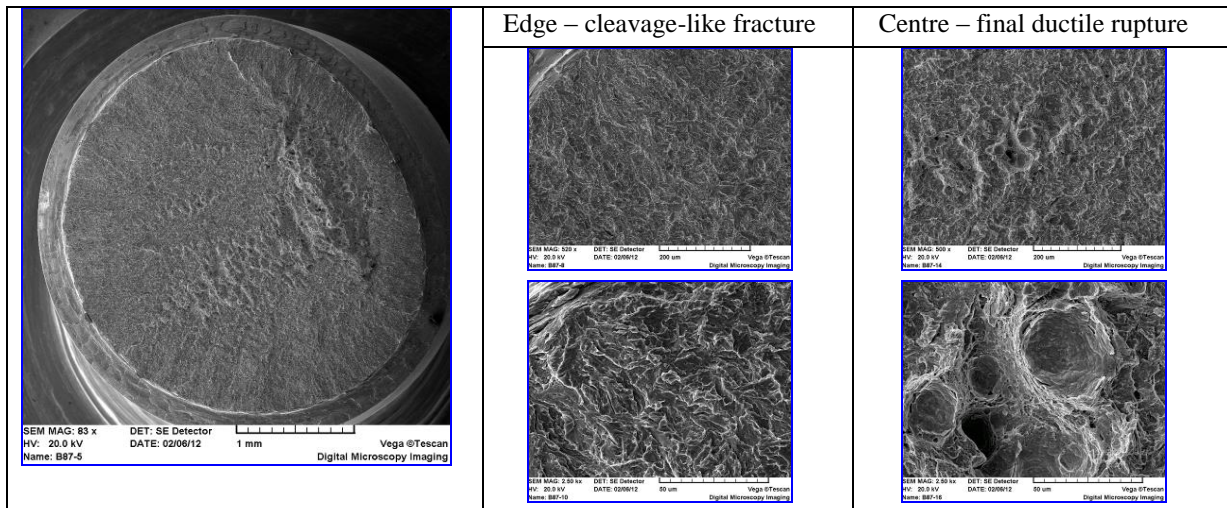 Edge – cleavage-like fracture
Centre – final ductile rupture
SEM MAG: 83 x DET: SE Detector
HV: 20.0 kV DATE: 02/06/12 1 mm Vega ©Tescan
Name: B87-5 Digital Microscopy Imaging
SEM MAG: 520 x DET: SE Detector
HV: 20.0 kV DATE: 02/06/12 200 um Vega ©Tescan
Name: B87-8 Digital Microscopy Imaging
SEM MAG: 500 x DET: SE Detector
HV: 20.0 kV DATE: 02/06/12 200 um Vega ©Tescan
Name: B87-14 Digital Microscopy Imaging
SEM MAG: 2.50 kx DET: SE Detector
HV: 20.0 kV DATE: 02/06/12 50 um Vega ©Tescan
Name: B87-10 Digital Microscopy Imaging
SEM MAG: 2.50 kx DET: SE Detector
HV: 20.0 kV DATE: 02/06/12 50 um Vega ©Tescan
Name: B87-16 Digital Microscopy Imaging